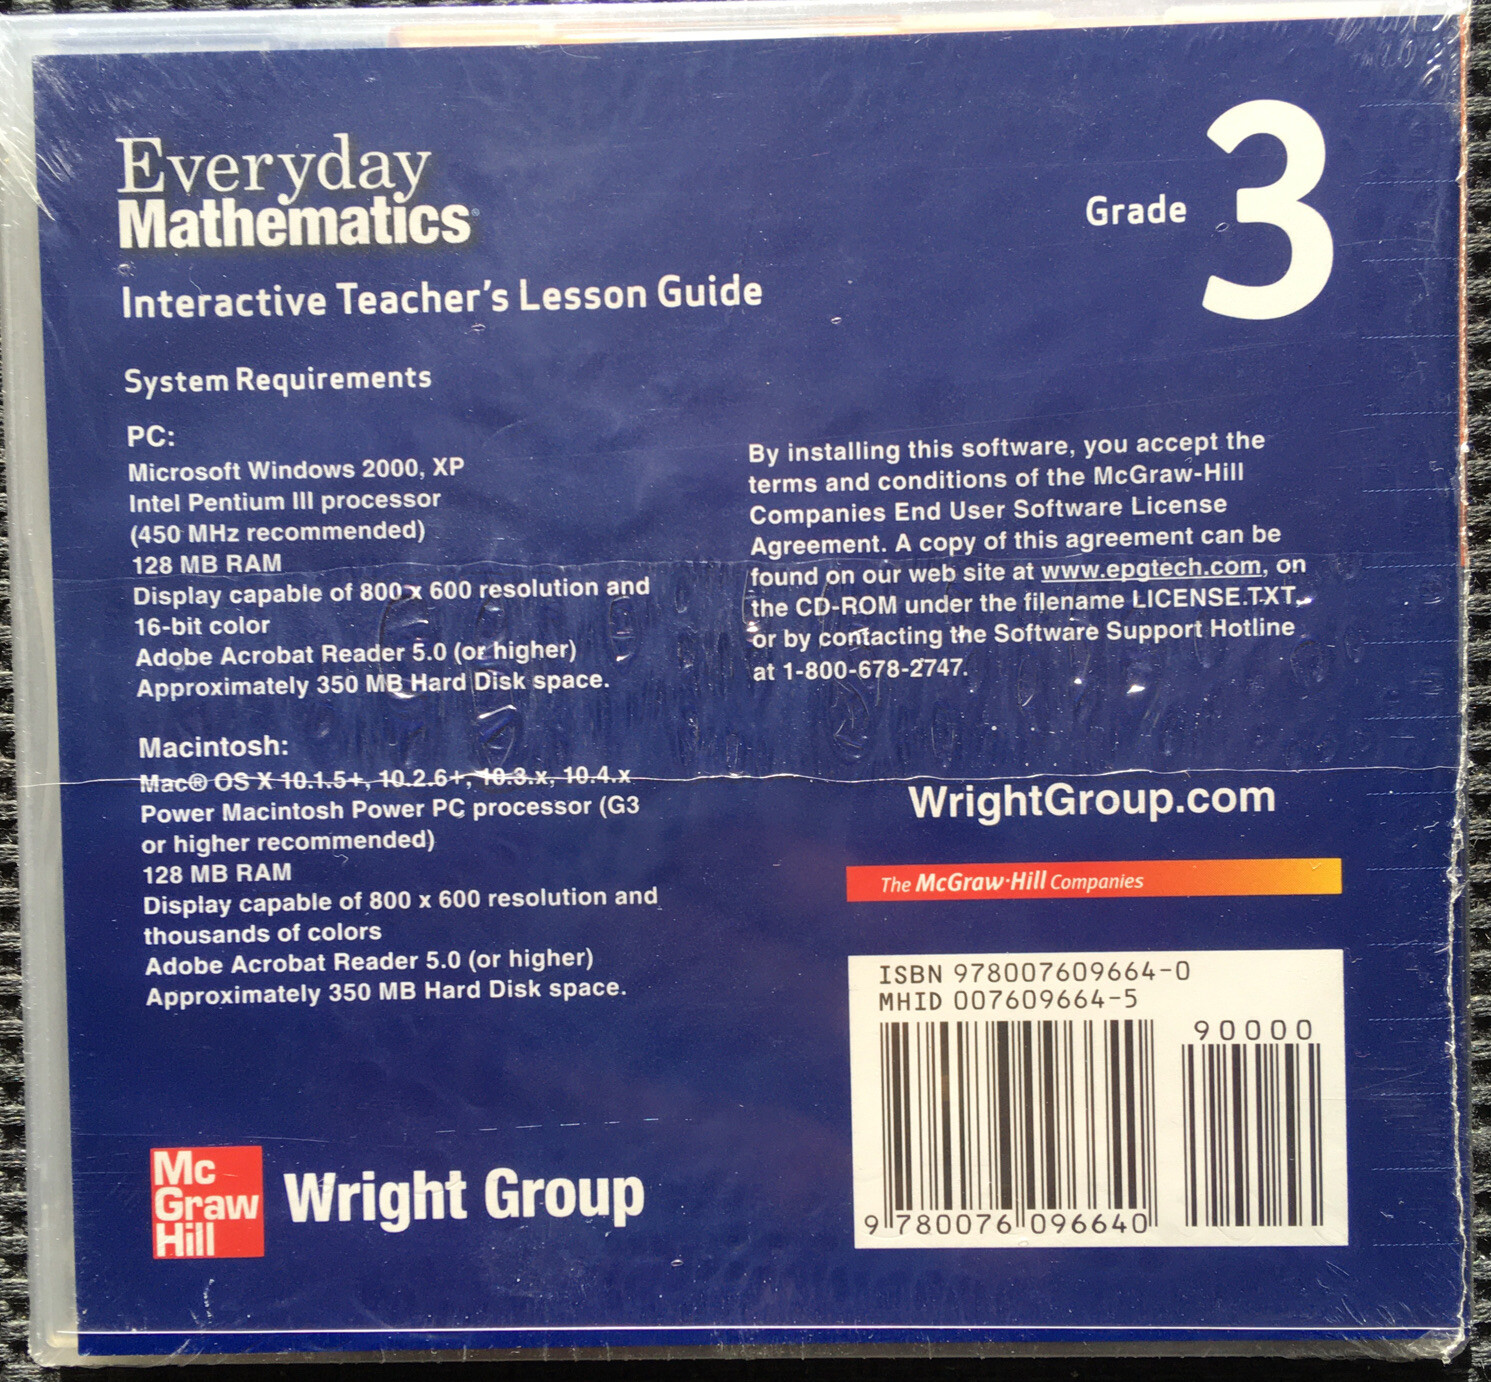 Everyday
Mathematics®
Grade 3
Interactive Teacher's Lesson Guide
System Requirements
PC:
Microsoft Windows 2000, XP
Intel Pentium III processor
(450 MHz recommended)
128 MB RAM
Display capable of 800 x 600 resolution and
16-bit color
Adobe Acrobat Reader 5.0 (or higher)
Approximately 350 MB Hard Disk space.
Macintosh:
Mac® OS X 10.1.5+, 10.2.6+, 10.3.x, 10.4.x
Power Macintosh Power PC processor (G3
or higher recommended)
128 MB RAM
Display capable of 800 x 600 resolution and
thousands of colors
Adobe Acrobat Reader 5.0 (or higher)
Approximately 350 MB Hard Disk space.
By installing this software, you accept the
terms and conditions of the McGraw-Hill
Companies End User Software License
Agreement. A copy of this agreement can be
found on our web site at www.epgtech.com, on
the CD-ROM under the filename LICENSE.TXT,
or by contacting the Software Support Hotline
at 1-800-678-2747.
WrightGroup.com
The McGraw·Hill Companies
ISBN 978007609664-0
MHID 007609664-5
90000
9 780076 096640
Mc
Graw
Hill
Wright Group